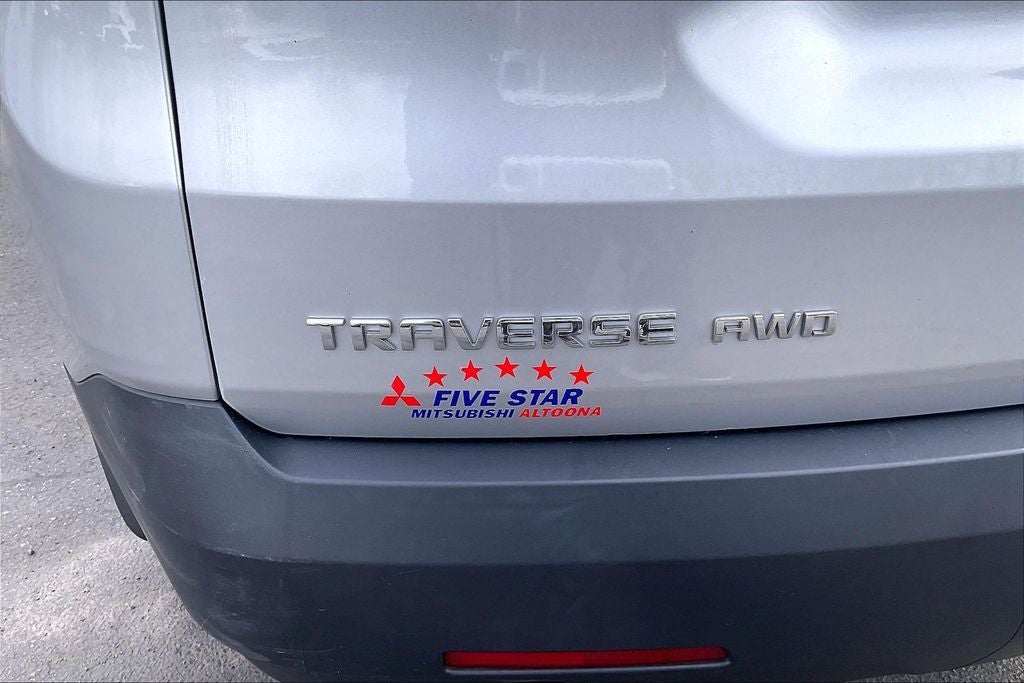 TRAVERSE AWD
FIVE STAR
MITSUBISHI ALTOONA